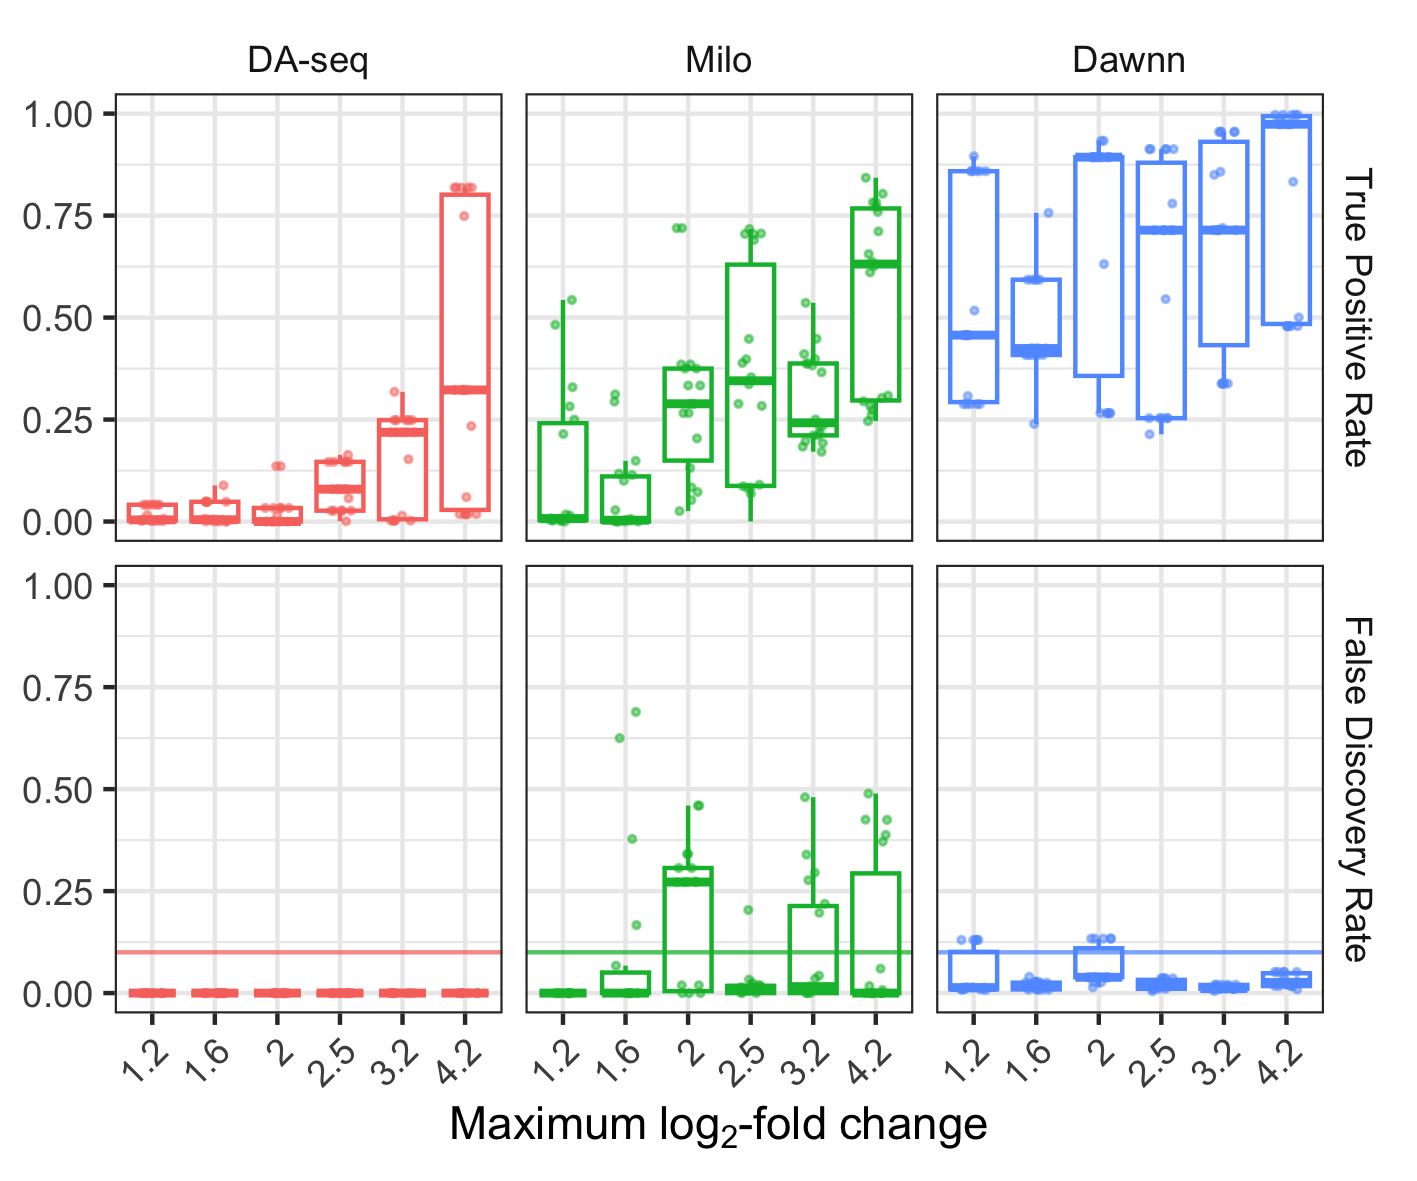 DA-seq Milo Dawnn
1.00
0.75
0.50
0.25
0.00
True Positive Rate
1.00
0.75
0.50
0.25
0.00
False Discovery Rate
1.2 1.6 2 2.5 3.2 4.2 1.2 1.6 2 2.5 3.2 4.2 1.2 1.6 2 2.5 3.2 4.2
Maximum log₂-fold change